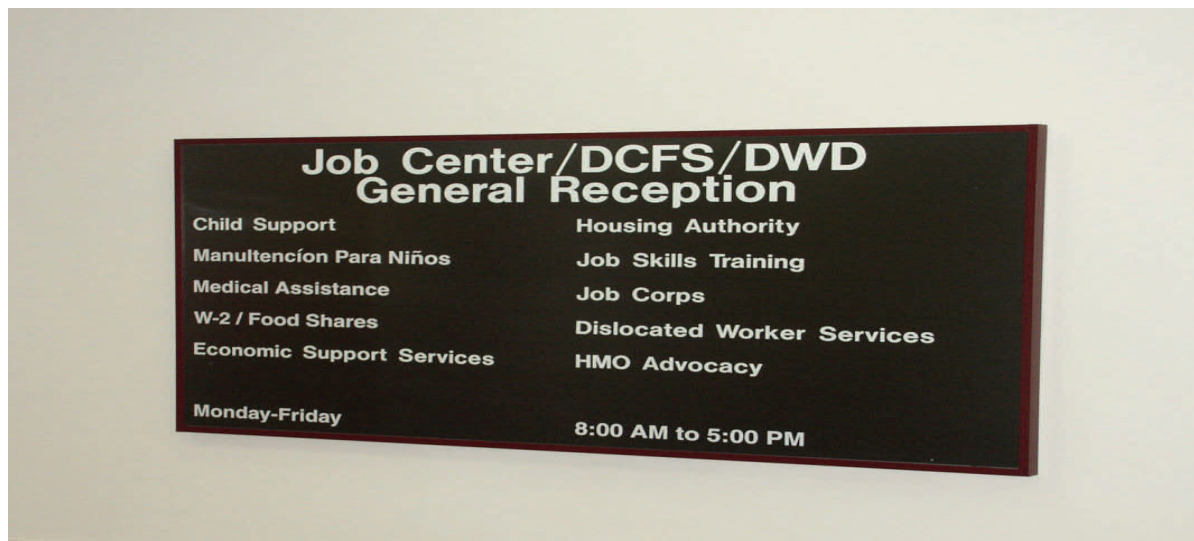 Job Center/DCFS/DWD
General Reception
Child Support
Manultencíon Para Niños
Medical Assistance
W-2 / Food Shares
Economic Support Services
Monday-Friday
Housing Authority
Job Skills Training
Job Corps
Dislocated Worker Services
HMO Advocacy
8:00 AM to 5:00 PM